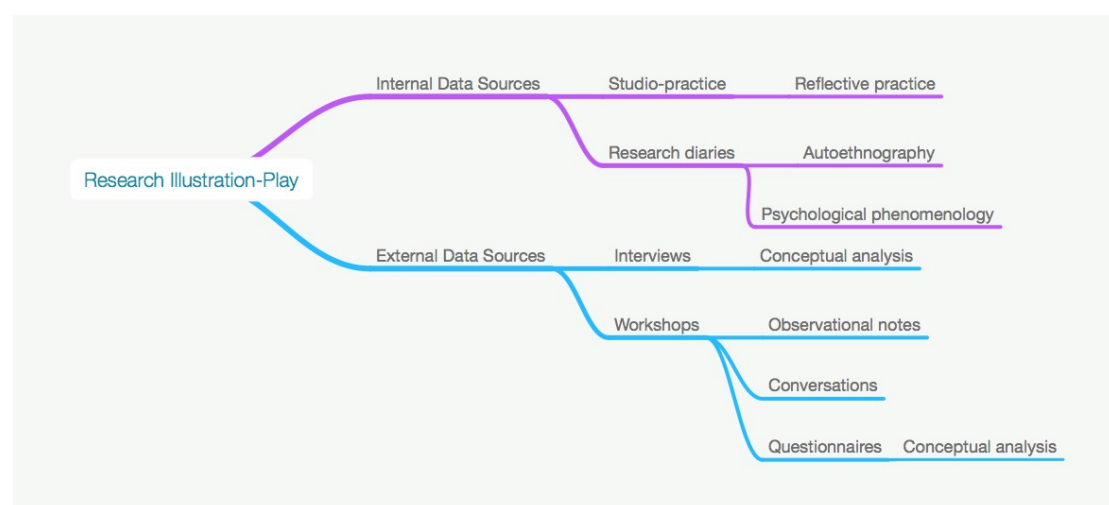 Research Illustration-Play
Internal Data Sources
Studio-practice
Reflective practice
Research diaries
Autoethnography
Psychological phenomenology
External Data Sources
Interviews
Conceptual analysis
Workshops
Observational notes
Conversations
Questionnaires
Conceptual analysis